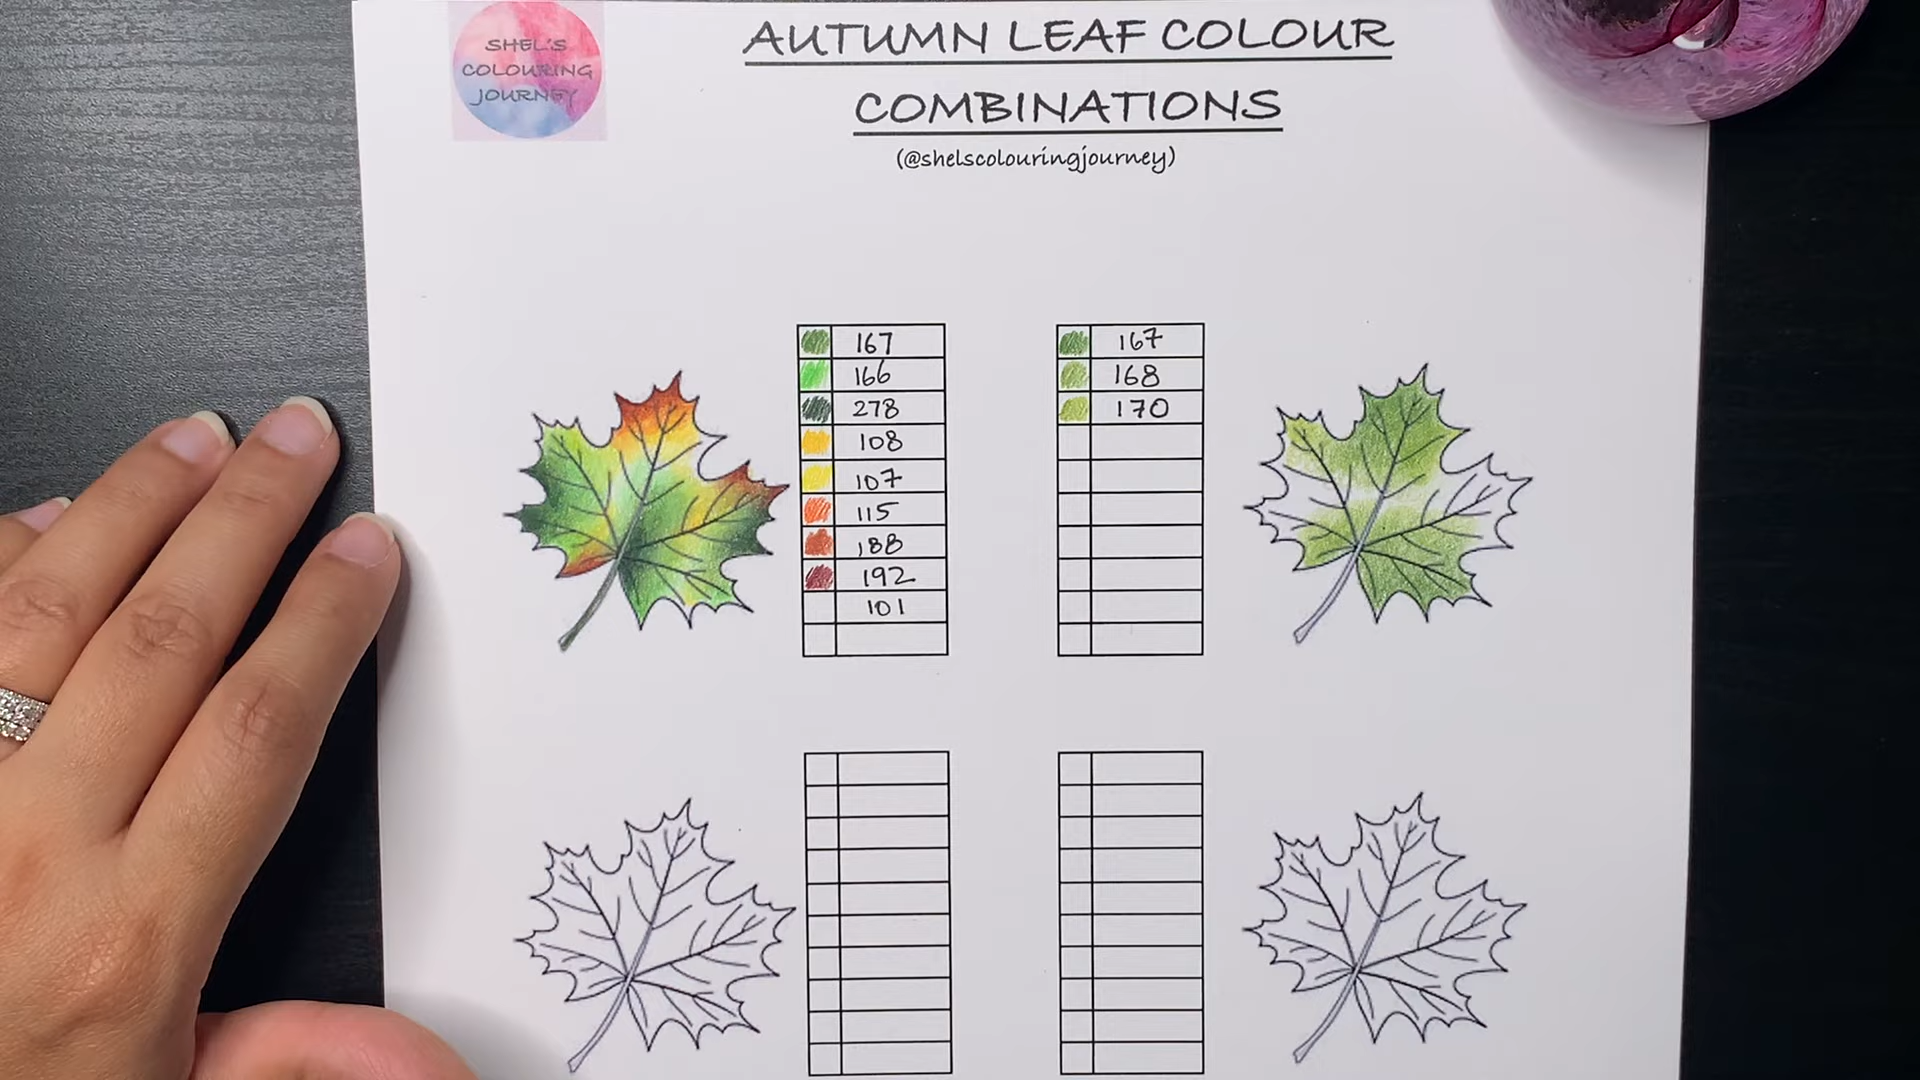 SHEL'S
COLOURING
JOURNEY
AUTUMN LEAF COLOUR
COMBINATIONS
(@shelscolouringjourney)
167
166
278
108
107
115
188
192
101
167
168
170